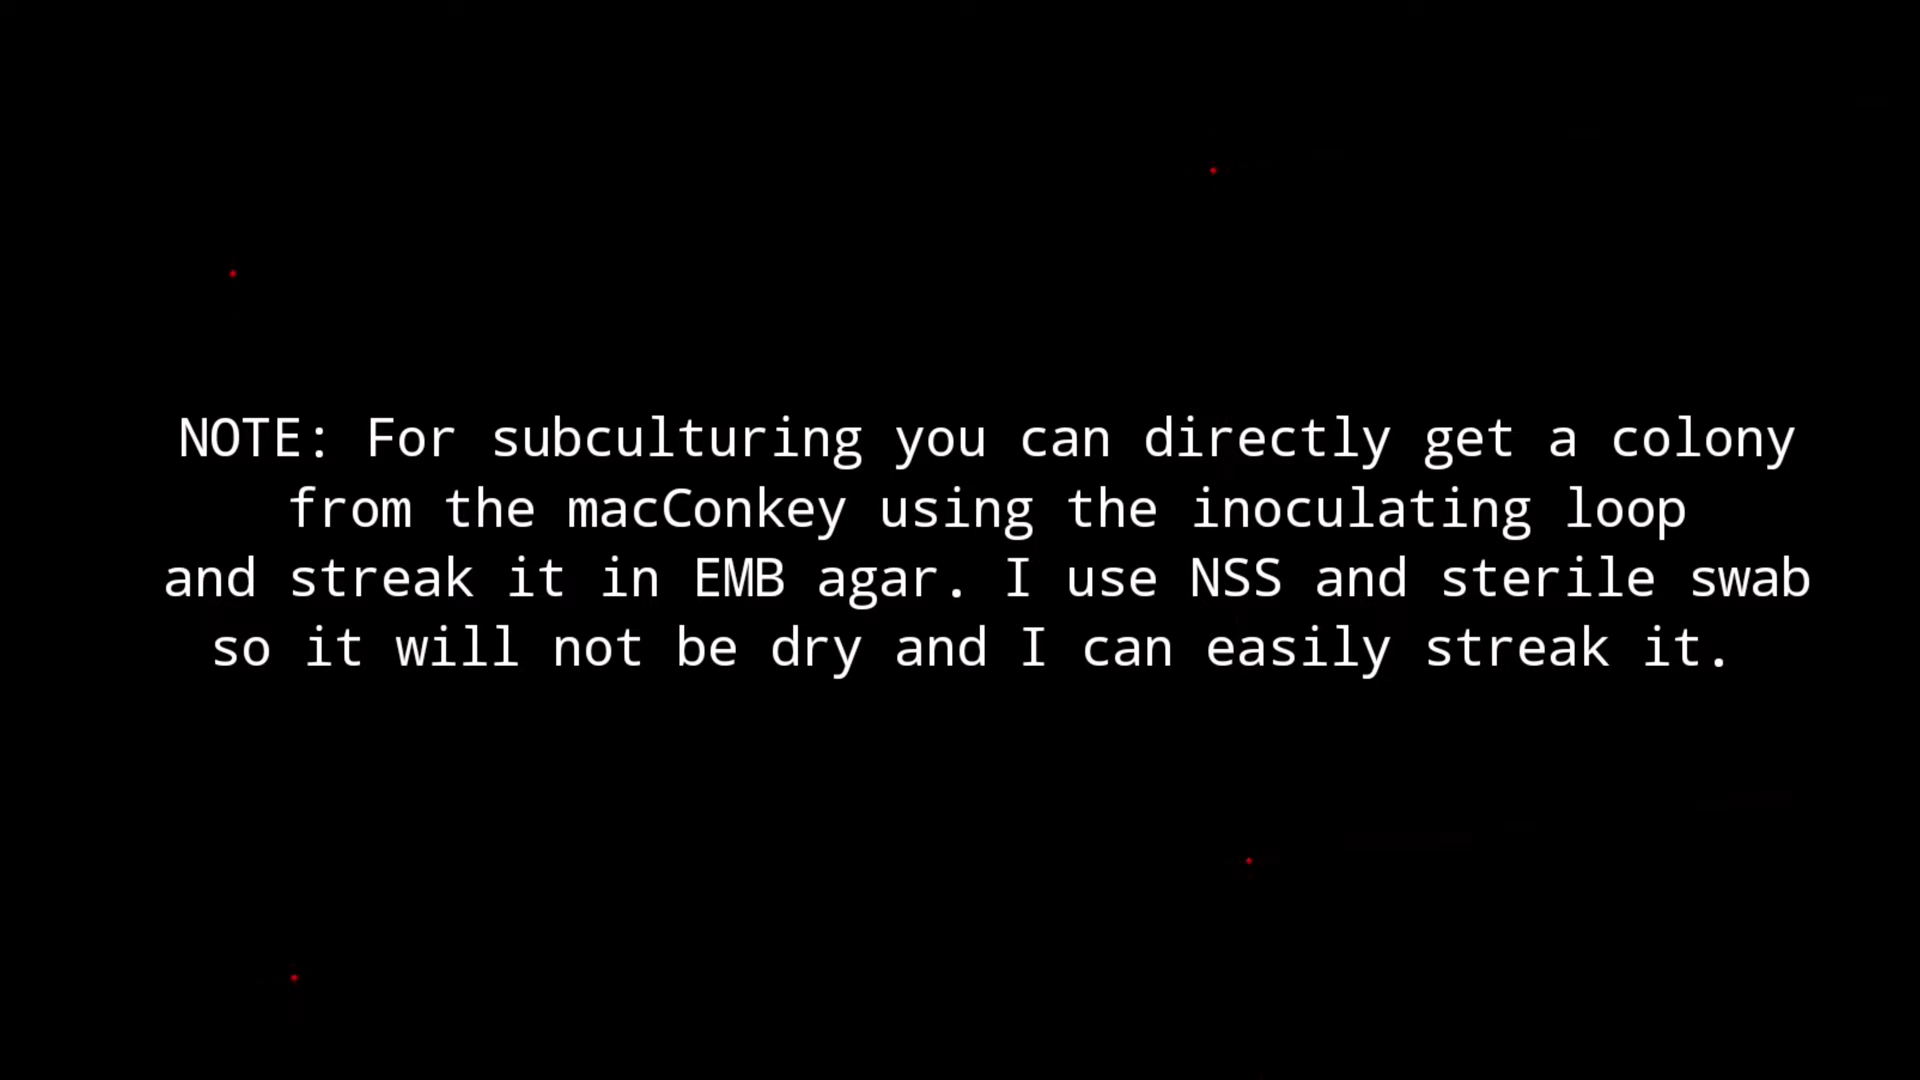 NOTE: For subculturing you can directly get a colony
from the macConkey using the inoculating loop
and streak it in EMB agar. I use NSS and sterile swab
so it will not be dry and I can easily streak it.